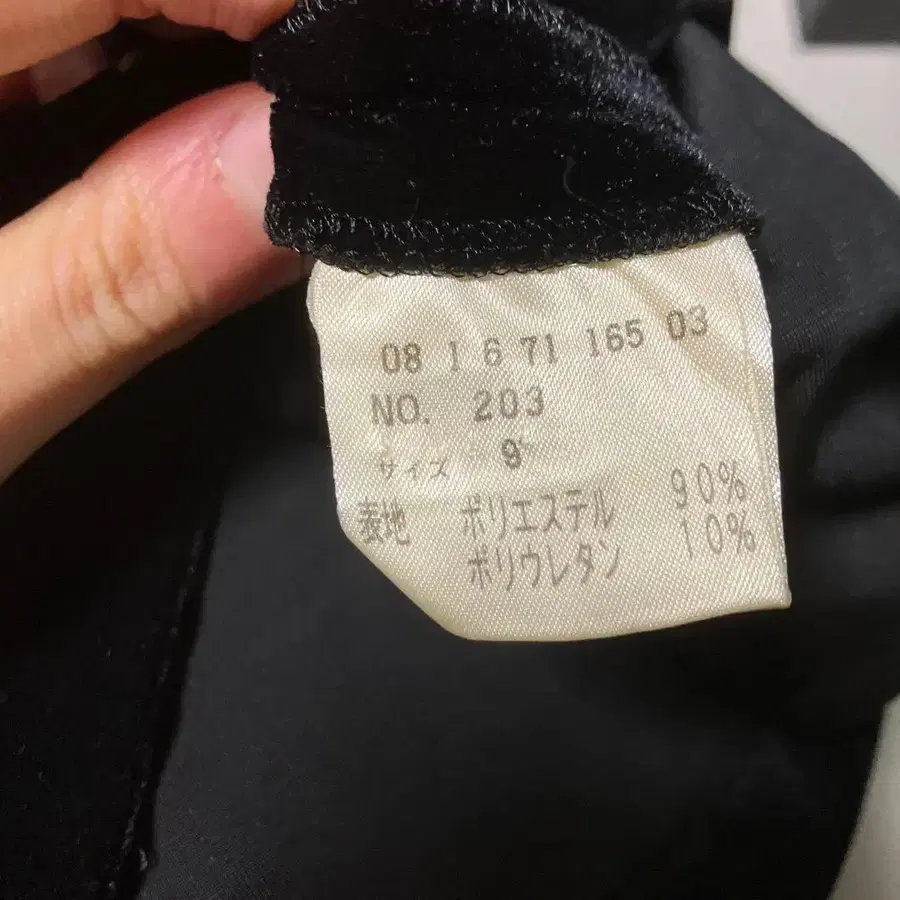 08 1 6 71 165 03
NO. 203
サイズ 9
表地 ポリエステル 90%
ポリウレタン 10%